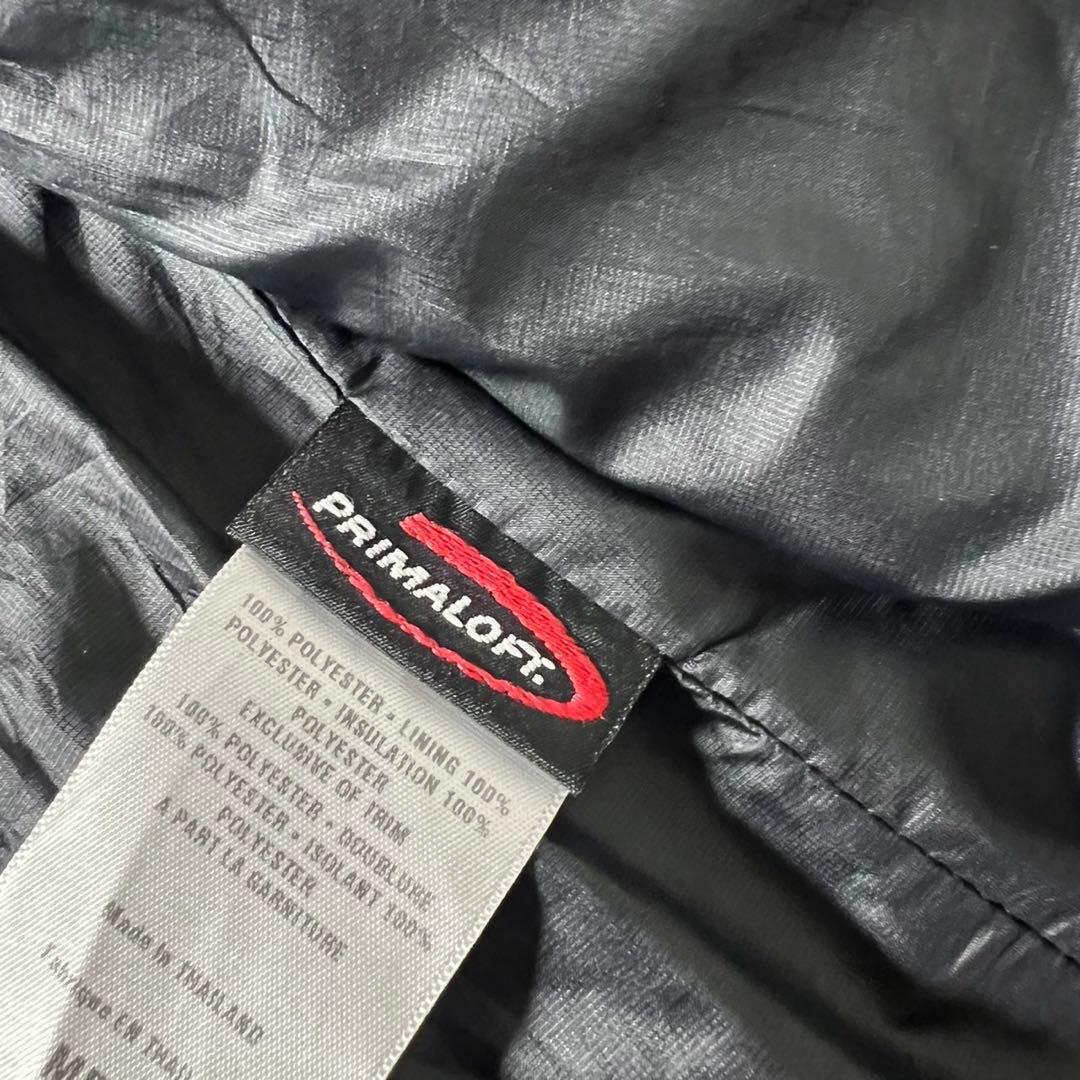 PRIMALOFT.
100% POLYESTER • LINING 100%
POLYESTER • INSULATION 100%
POLYESTER
EXCLUSIVE OF TRIM
100% POLYESTER • DOUBLURE
100% POLYESTER • ISOLANT 100%
POLYESTER
A PART LA GARNITURE
Made in THAILAND
EN